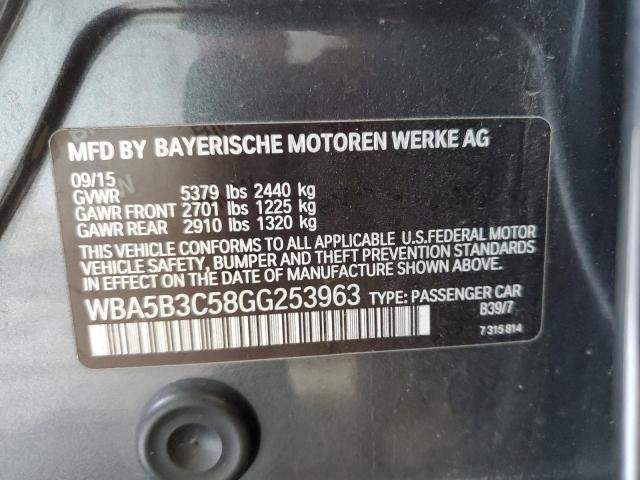 MFD BY BAYERISCHE MOTOREN WERKE AG
09/15
GVWR 5379 lbs 2440 kg
GAWR FRONT 2701 lbs 1225 kg
GAWR REAR 2910 lbs 1320 kg
THIS VEHICLE CONFORMS TO ALL APPLICABLE U.S.FEDERAL MOTOR
VEHICLE SAFETY, BUMPER AND THEFT PREVENTION STANDARDS
IN EFFECT ON THE DATE OF MANUFACTURE SHOWN ABOVE.
WBA5B3C58GG253963 TYPE: PASSENGER CAR
B39/7
7 315 814